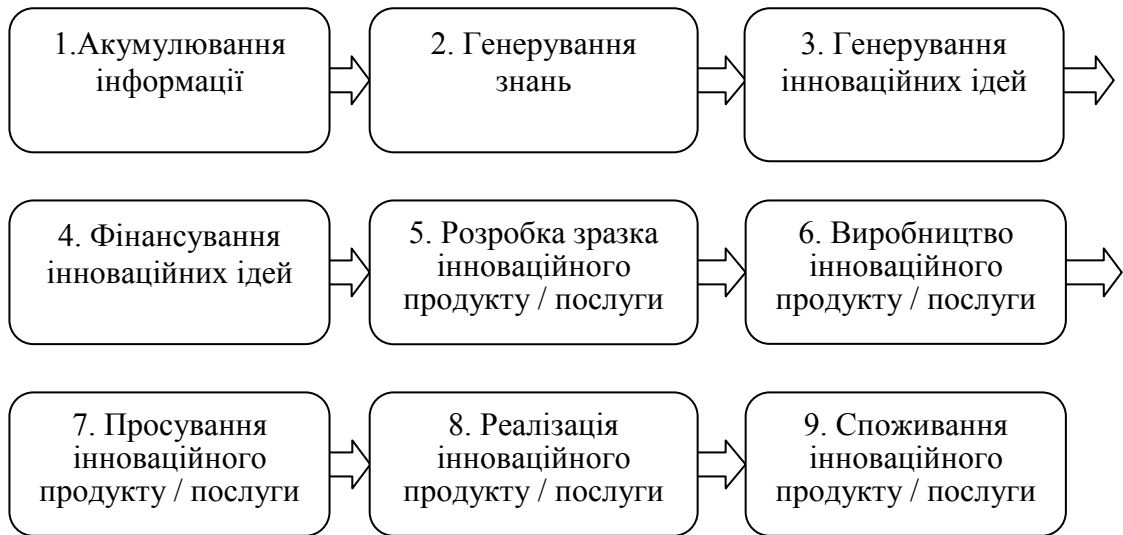 1.Акумулювання
інформації
2. Генерування
знань
3. Генерування
інноваційних ідей
4. Фінансування
інноваційних ідей
5. Розробка зразка
інноваційного
продукту / послуги
6. Виробництво
інноваційного
продукту / послуги
7. Просування
інноваційного
продукту / послуги
8. Реалізація
інноваційного
продукту / послуги
9. Споживання
інноваційного
продукту / послуги